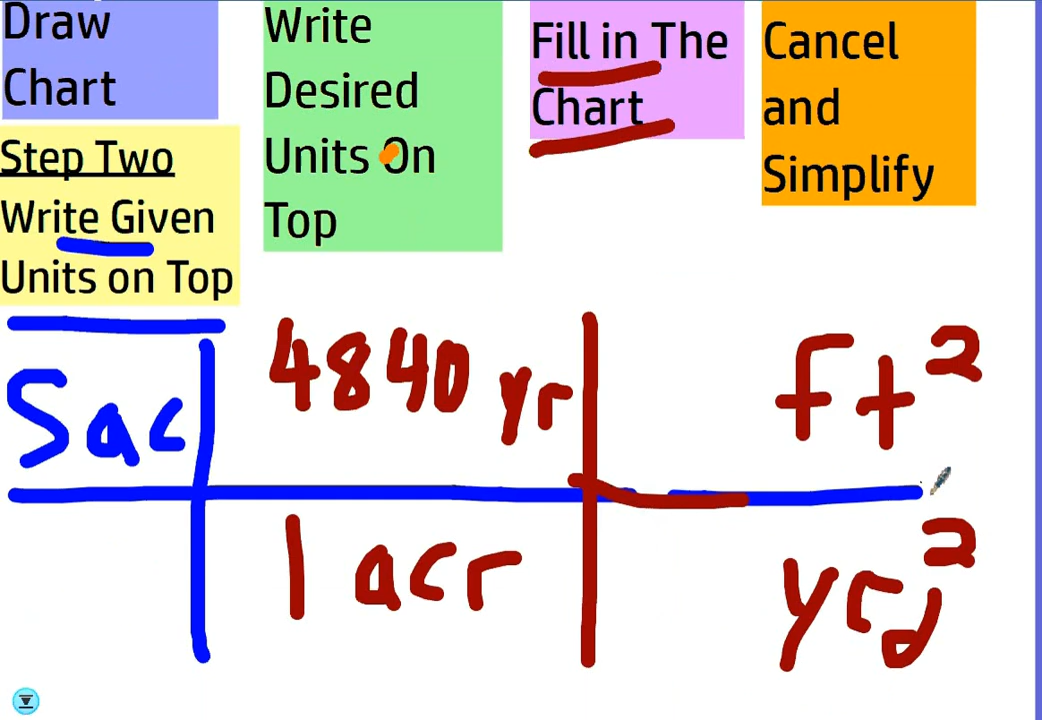 Draw
Chart
Step Two
Write Given
Units on Top
Write
Desired
Units On
Top
Fill in The
Chart
Cancel
and
Simplify
5ac 4840 yr ft²
1 acr yrd²